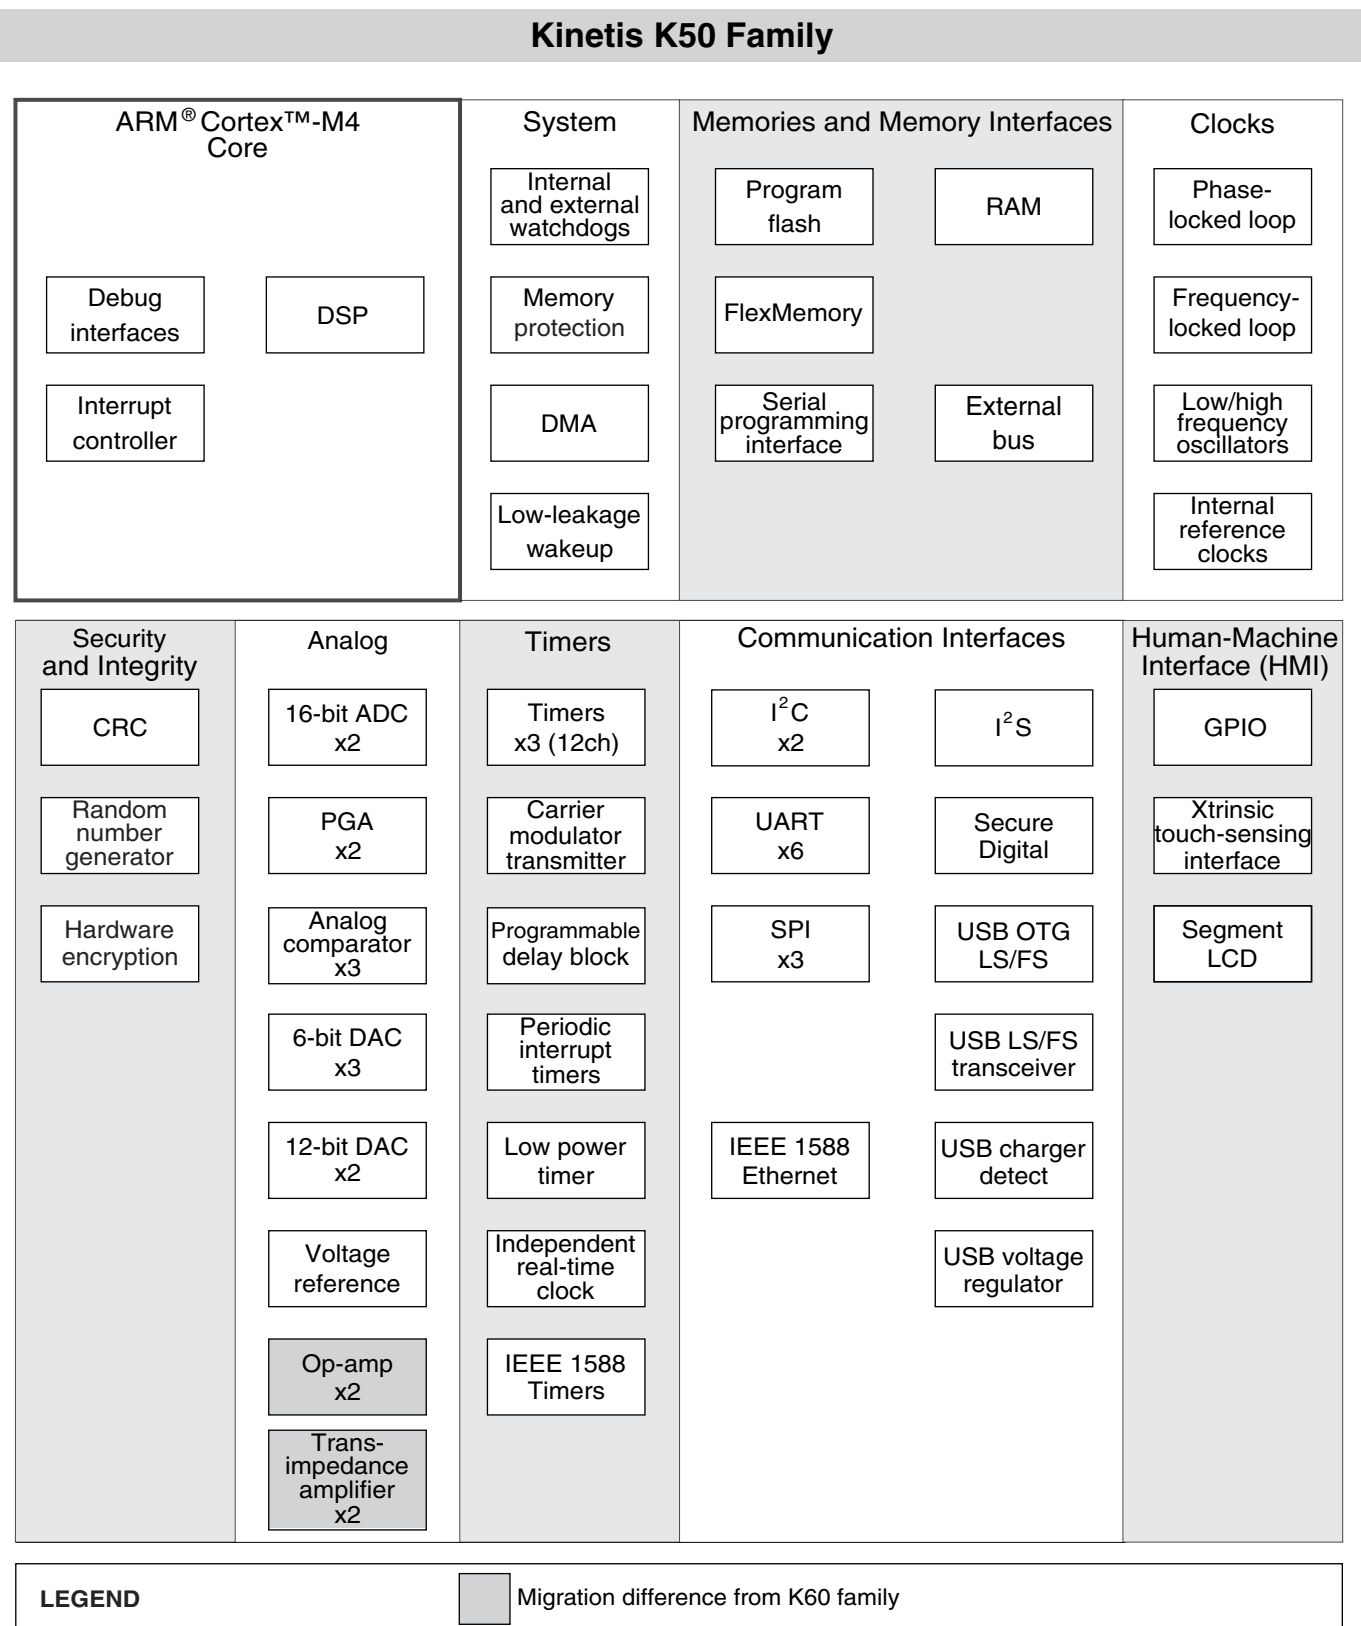 Kinetis K50 Family
ARM® Cortex™-M4
Core
Debug
interfaces
DSP
Interrupt
controller
System
Internal
and external
watchdogs
Memory
protection
DMA
Low-leakage
wakeup
Memories and Memory Interfaces
Program
flash
RAM
FlexMemory
Serial
programming
interface
External
bus
Clocks
Phase-
locked loop
Frequency-
locked loop
Low/high
frequency
oscillators
Internal
reference
clocks
Security
and Integrity
CRC
Random
number
generator
Hardware
encryption
Analog
16-bit ADC
x2
PGA
x2
Analog
comparator
x3
6-bit DAC
x3
12-bit DAC
x2
Voltage
reference
Op-amp
x2
Trans-
impedance
amplifier
x2
Timers
Timers
x3 (12ch)
Carrier
modulator
transmitter
Programmable
delay block
Periodic
interrupt
timers
Low power
timer
Independent
real-time
clock
IEEE 1588
Timers
Communication Interfaces
I²C
x2
I²S
UART
x6
Secure
Digital
SPI
x3
USB OTG
LS/FS
USB LS/FS
transceiver
IEEE 1588
Ethernet
USB charger
detect
USB voltage
regulator
Human-Machine
Interface (HMI)
GPIO
Xtrinsic
touch-sensing
interface
Segment
LCD
LEGEND
Migration difference from K60 family